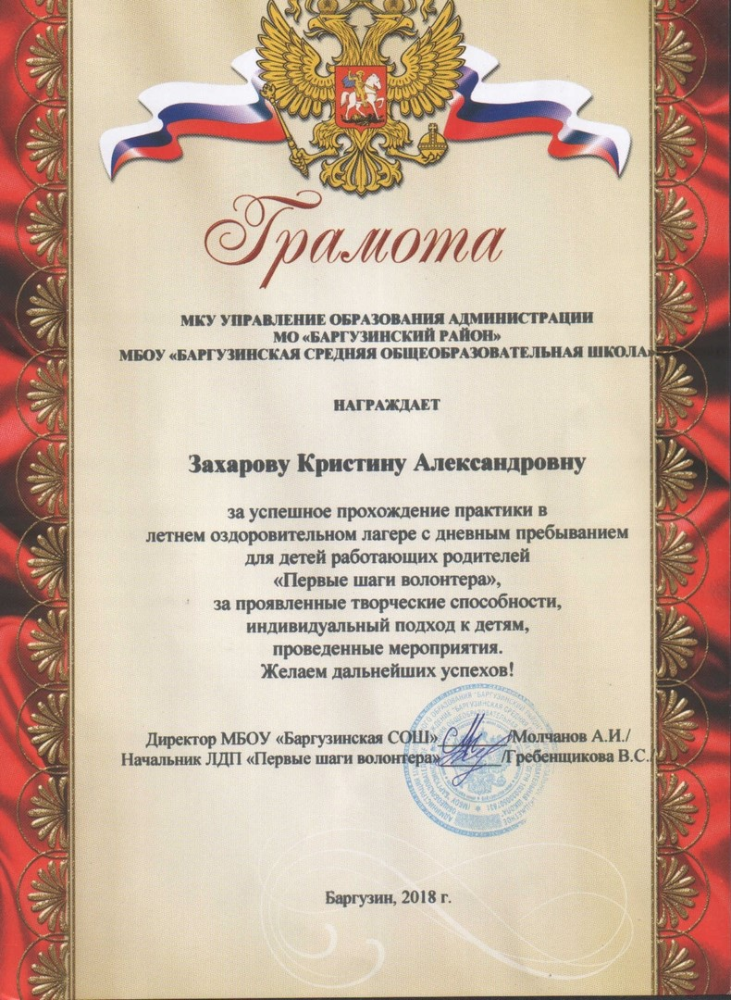 Грамота
МКУ УПРАВЛЕНИЕ ОБРАЗОВАНИЯ АДМИНИСТРАЦИИ
МО «БАРГУЗИНСКИЙ РАЙОН»
МБОУ «БАРГУЗИНСКАЯ СРЕДНЯЯ ОБЩЕОБРАЗОВАТЕЛЬНАЯ ШКОЛА»
НАГРАЖДАЕТ
Захарову Кристину Александровну
за успешное прохождение практики в
летнем оздоровительном лагере с дневным пребыванием
для детей работающих родителей
«Первые шаги волонтера»,
за проявленные творческие способности,
индивидуальный подход к детям,
проведенные мероприятия.
Желаем дальнейших успехов!
Директор МБОУ «Баргузинская СОШ» /Молчанов А.И./
Начальник ЛДП «Первые шаги волонтера» /Гребенщикова В.С./
Баргузин, 2018 г.